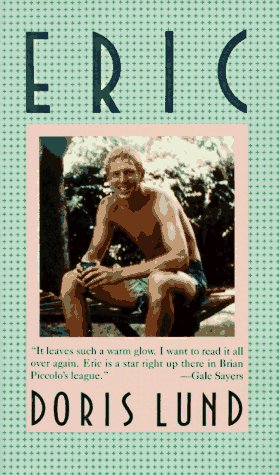 ERIC
“It leaves such a warm glow, I want to read it all
over again. Eric is a star right up there in Brian
Piccolo’s league.” —Gale Sayers
DORIS LUND